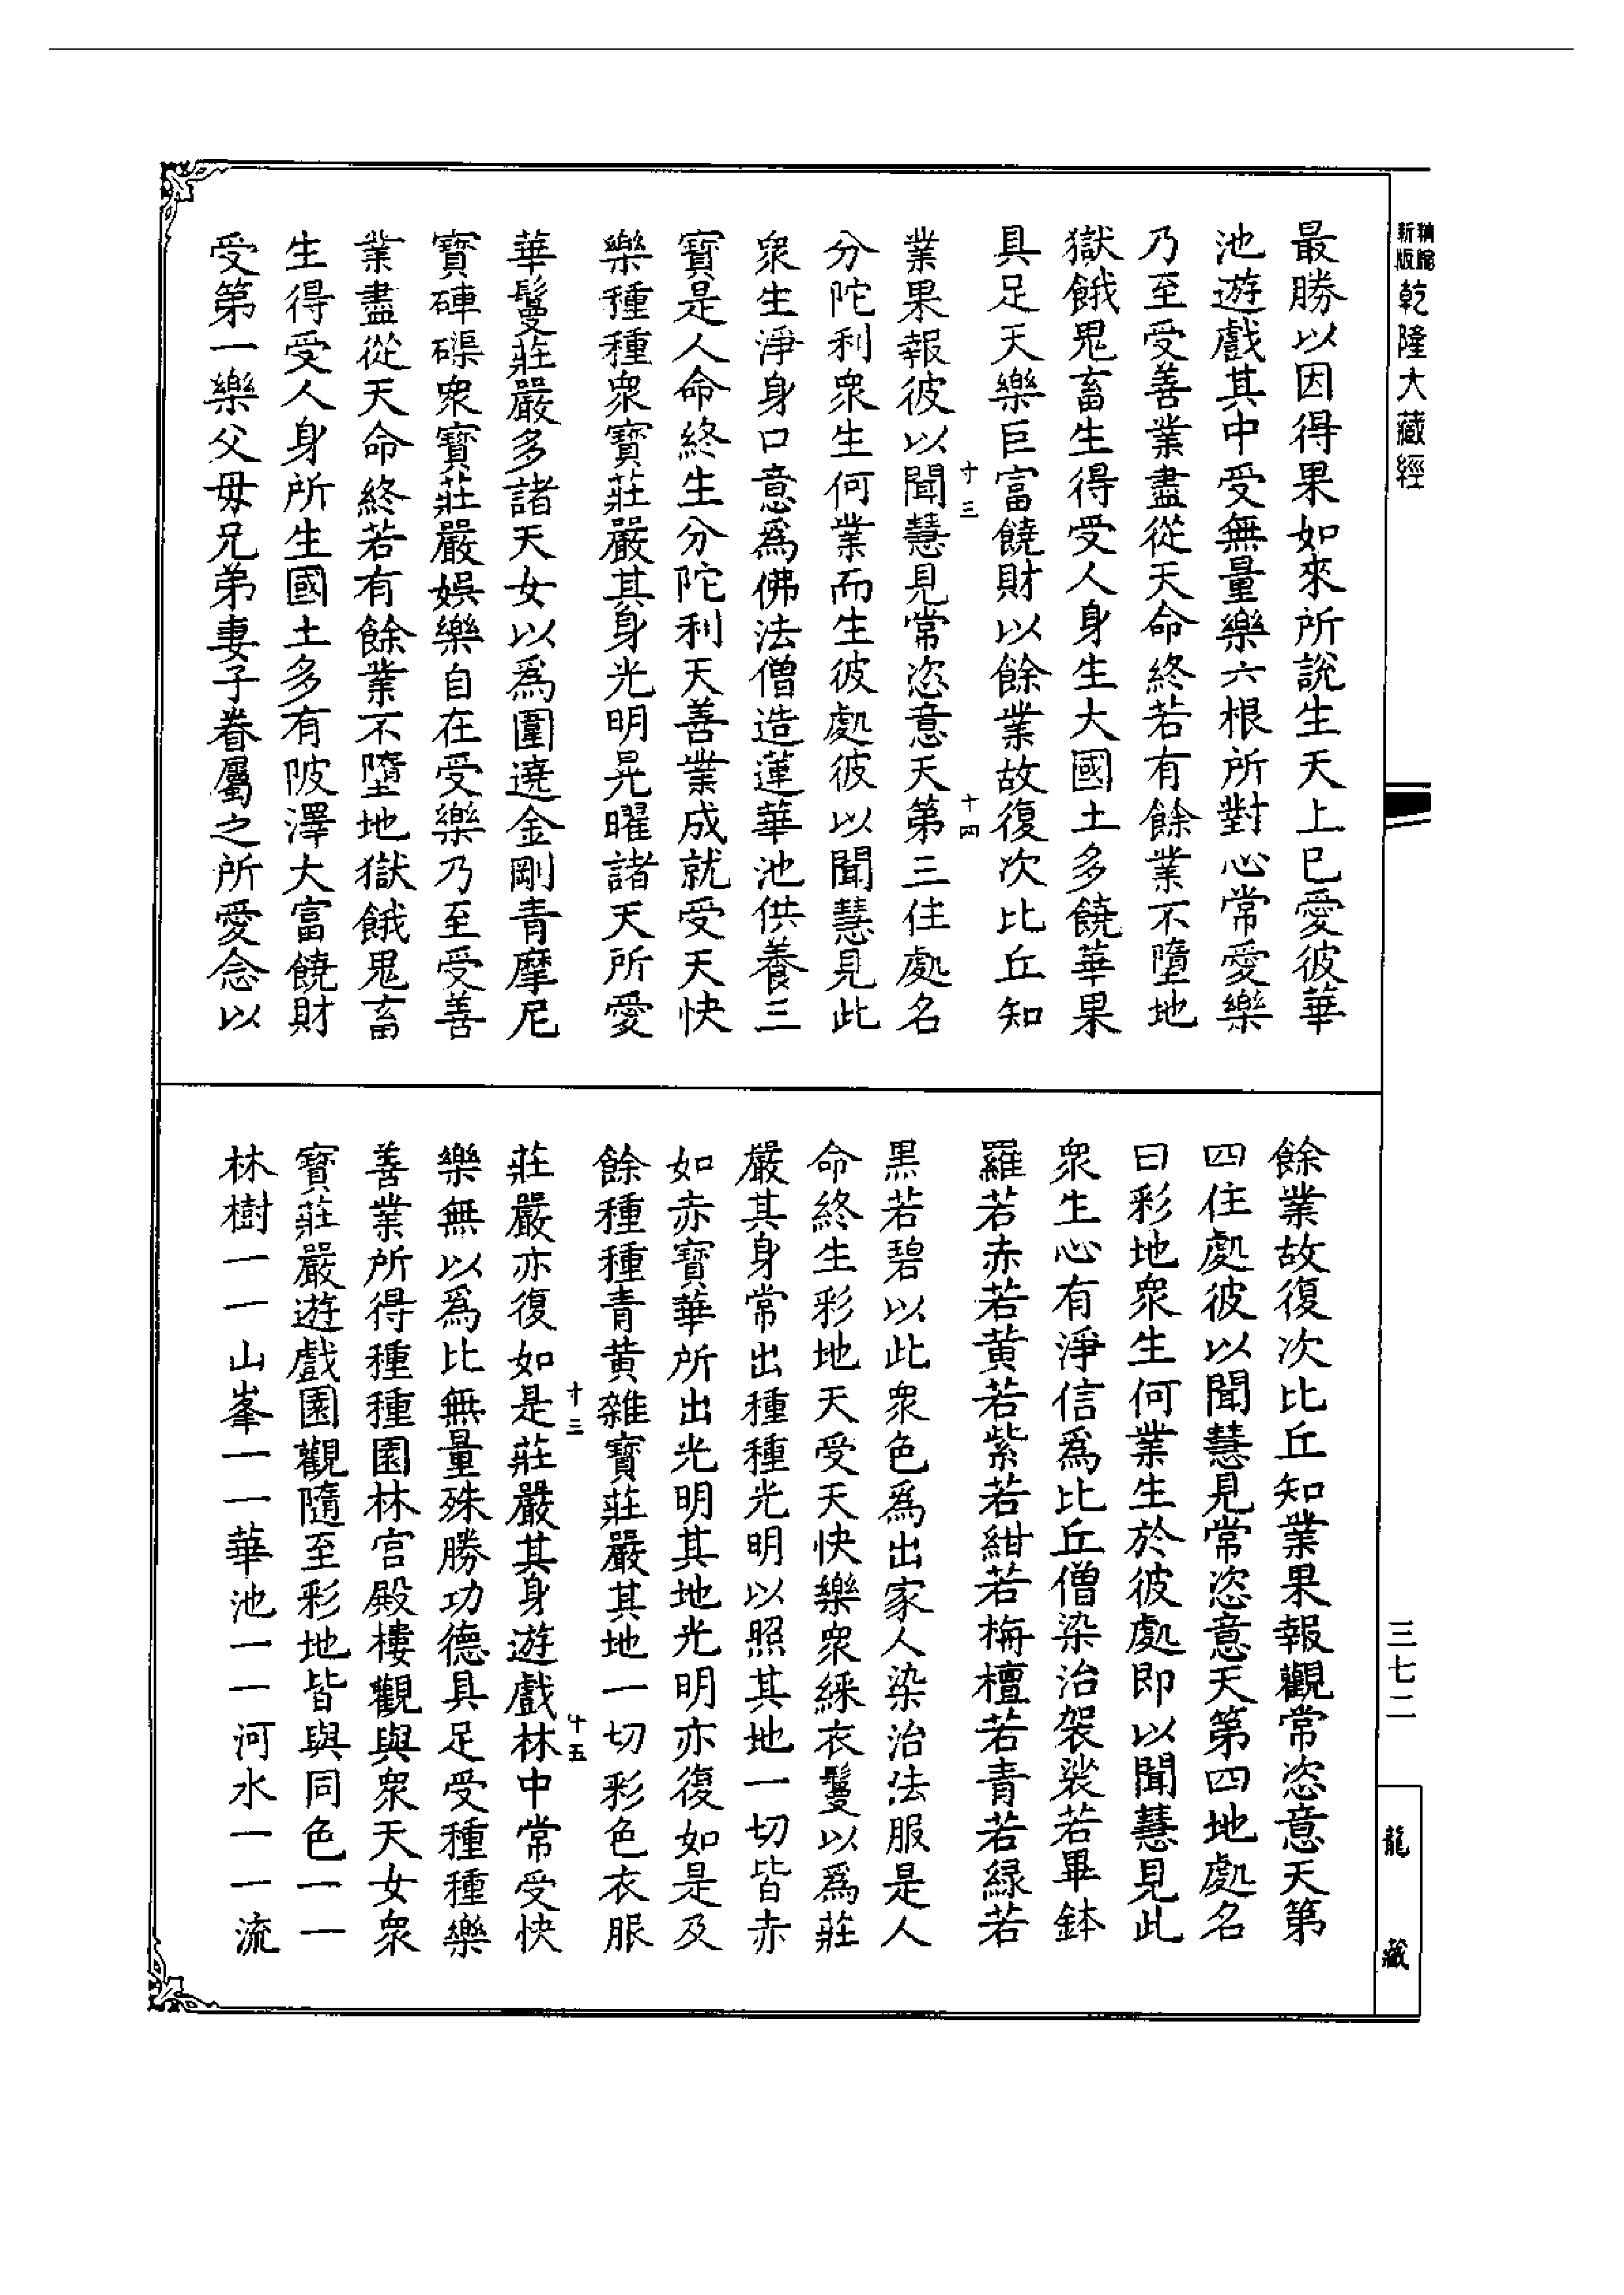 新版
乾隆大藏經
最勝以因得果如來所說生天上已愛彼華
池遊戲其中受無量樂六根所對心常愛樂
乃至受善業盡從天命終若有餘業不墮地
獄餓鬼畜生得受人身生大國土多饒華果
具足天樂巨富饒財以餘業故復次比丘知
十三
十四
業果報彼以聞慧見常恣意天第三住處名
分陀利衆生何業而生彼處彼以聞慧見此
衆生淨身口意爲佛法僧造蓮華池供養三
寶是人命終生分陀利天善業成就受天快
樂種種衆寶莊嚴其身光明晃曜諸天所愛
華鬘莊嚴多諸天女以爲圍遶金剛青摩尼
寶硨磲衆寶莊嚴娛樂自在受樂乃至受善
業盡從天命終若有餘業不墮地獄餓鬼畜
生得受人身所生國土多有陂澤大富饒財
受第一樂父母兄弟妻子眷屬之所愛念以
餘業故復次比丘知業果報觀常恣意天第
四住處彼以聞慧見常恣意天第四地處名
曰彩地衆生何業生於彼處即以聞慧見此
衆生心有淨信爲比丘僧染治袈裟若畢鉢
羅若赤若黃若紫若紺若栴檀若青若緑若
黑若碧以此衆色爲出家人染治法服是人
命終生彩地天受天快樂衆綵衣鬘以爲莊
嚴其身常出種種光明以照其地一切皆赤
如赤寶華所出光明其地光明亦復如是及
餘種種青黃雜寶莊嚴其地一切彩色衣服
十三
十五
莊嚴亦復如是莊嚴其身遊戲林中常受快
樂無以爲比無量殊勝功德具足受種種樂
善業所得種種園林宮殿樓觀與衆天女衆
寶莊嚴遊戲園觀隨至彩地皆與同色一一
林樹一一山峯一一華池一一河水一一流
三七二
龍藏